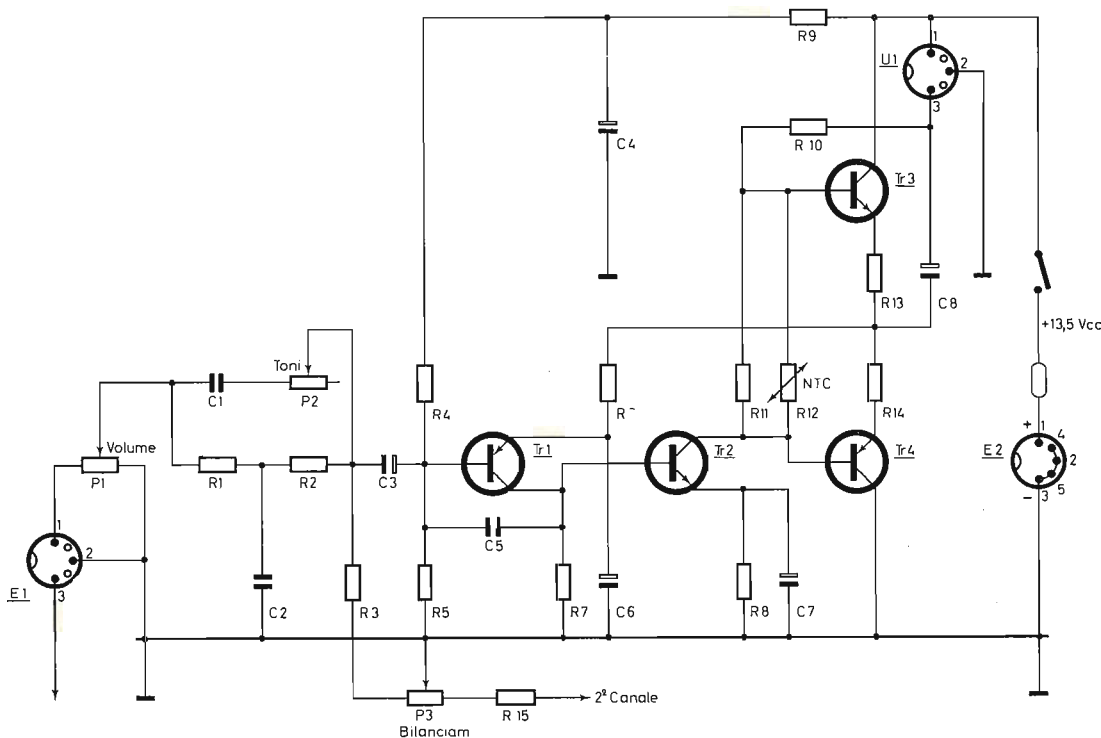 R9
1
2
3
U1
C4
R 10
Tr3
R13
C8
+13,5 Vcc
Toni
C1
P2
R4
R11
NTC
R12
R14
Volume
P1
R1
R2
C3
Tr1
Tr2
Tr4
+
1
4
2
5
3
−
E2
1
2
3
E1
C5
C2
R3
R5
R7
C6
R8
C7
P3
Bilanciam
R 15
2º Canale